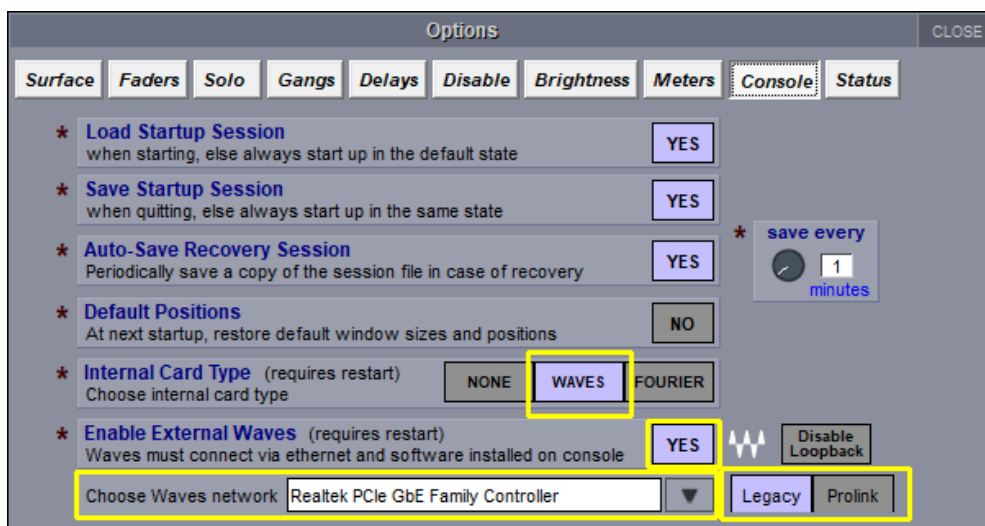 Options
CLOSE
Surface Faders Solo Gangs Delays Disable Brightness Meters Console Status
* Load Startup Session
when starting, else always start up in the default state
YES
* Save Startup Session
when quitting, else always start up in the same state
YES
* Auto-Save Recovery Session
Periodically save a copy of the session file in case of recovery
YES
* save every
1
minutes
* Default Positions
At next startup, restore default window sizes and positions
NO
* Internal Card Type (requires restart)
Choose internal card type
NONE WAVES FOURIER
* Enable External Waves (requires restart)
Waves must connect via ethernet and software installed on console
YES
Disable
Loopback
Choose Waves network Realtek PCIe GbE Family Controller
Legacy Prolink